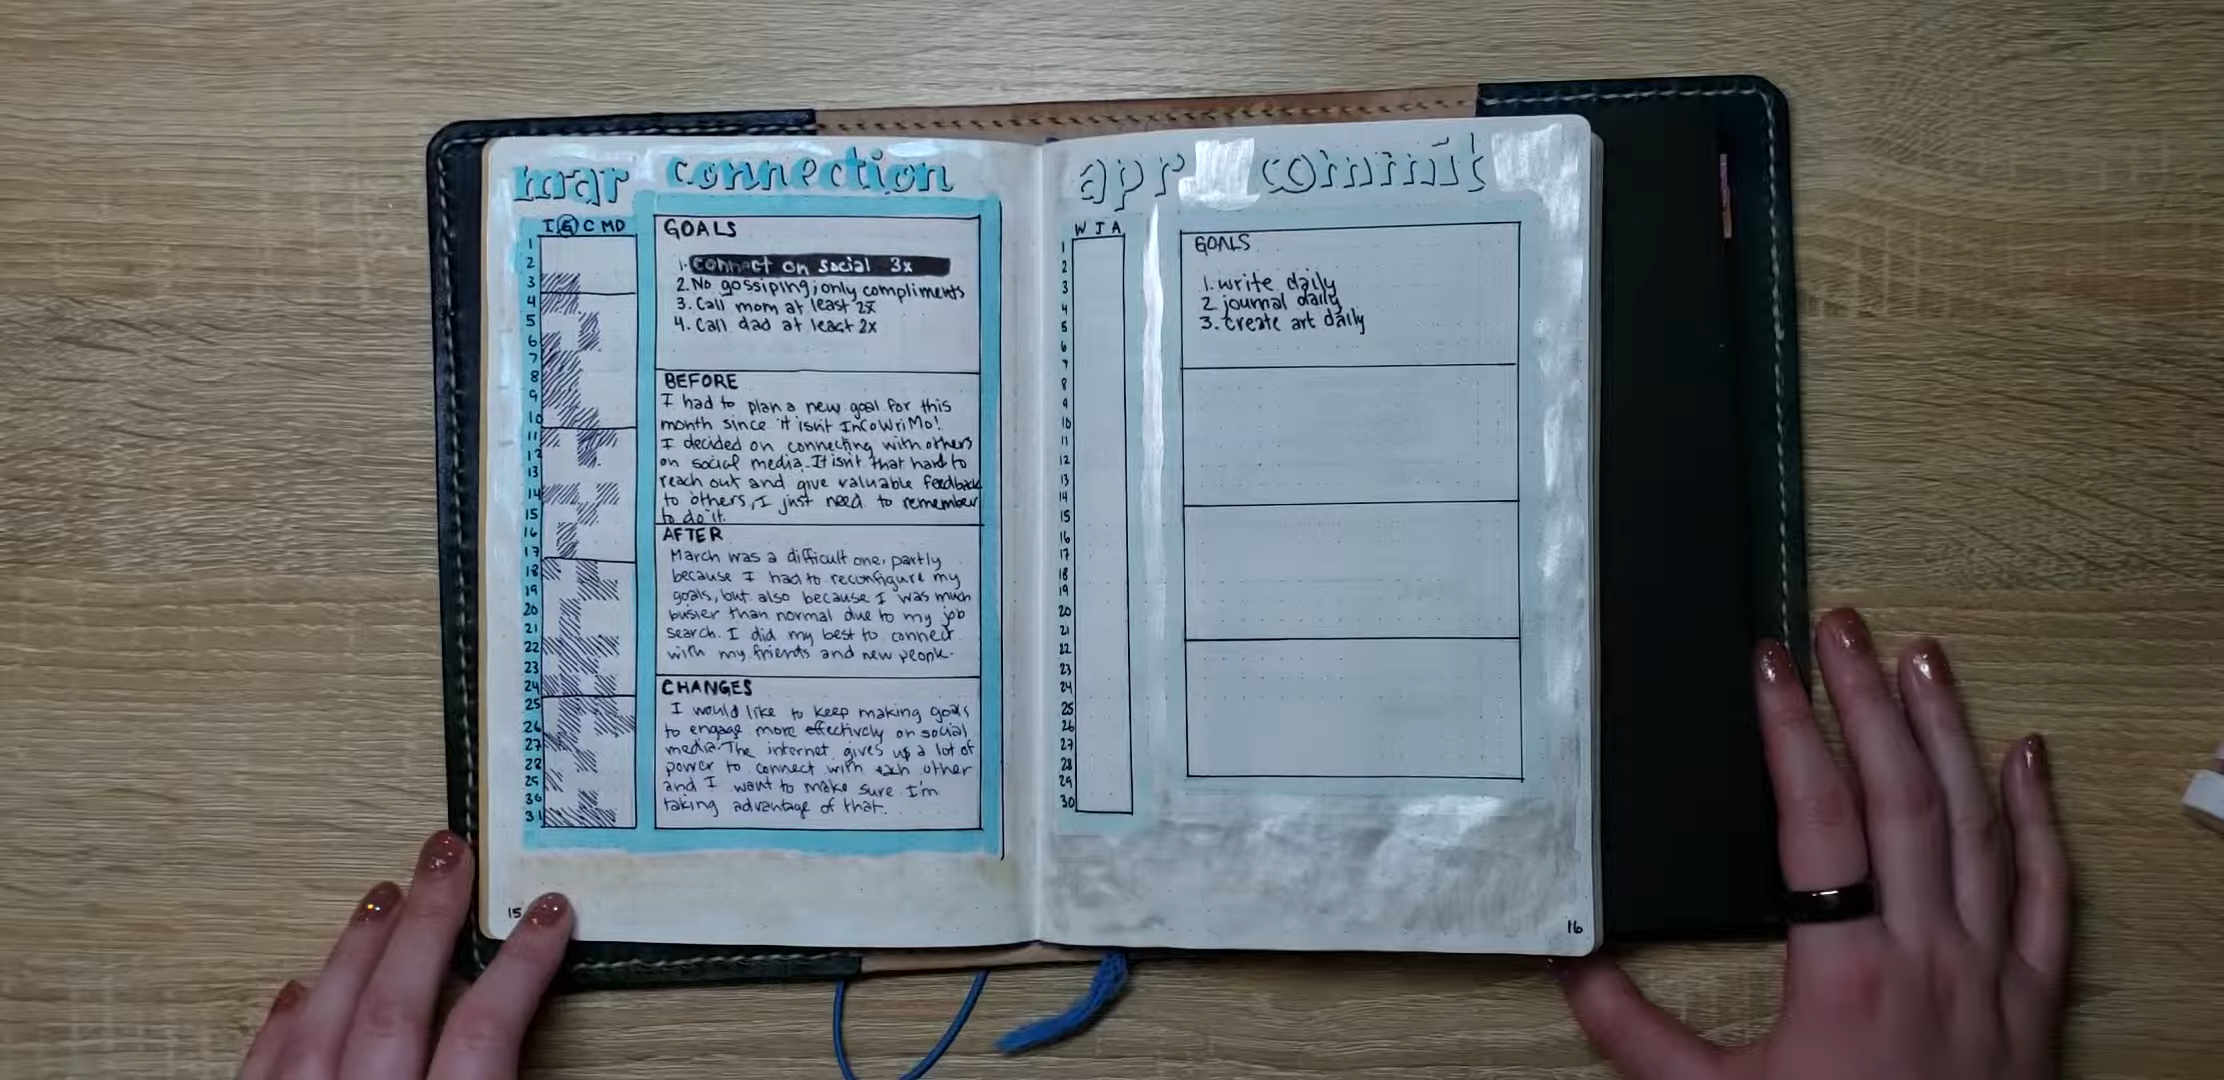 mar connection
I G C M D
1
2
3
4
5
6
7
8
9
10
11
12
13
14
15
16
17
18
19
20
21
22
23
24
25
26
27
28
29
30
31
GOALS
1. connect on social 3x
2. No gossiping; only compliments
3. Call mom at least 2x
4. Call dad at least 2x
BEFORE
I had to plan a new goal for this
month since it isnt InCoWriMo!
I decided on connecting with others
on social media. It isnt that hard to
reach out and give valuable feedback
to others, I just need to remember
to do it.
AFTER
March was a difficult one, partly
because I had to reconfigure my
goals, but also because I was much
busier than normal due to my job
search. I did my best to connect
with my friends and new people.
CHANGES
I would like to keep making goals
to engage more effectively on social
media. The internet gives us a lot of
power to connect with each other
and I want to make sure I'm
taking advantage of that.
15
apr commit
W J A
1
2
3
4
5
6
7
8
9
10
11
12
13
14
15
16
17
18
19
20
21
22
23
24
25
26
27
28
29
30
GOALS
1. write daily
2 journal daily
3. create art daily
16